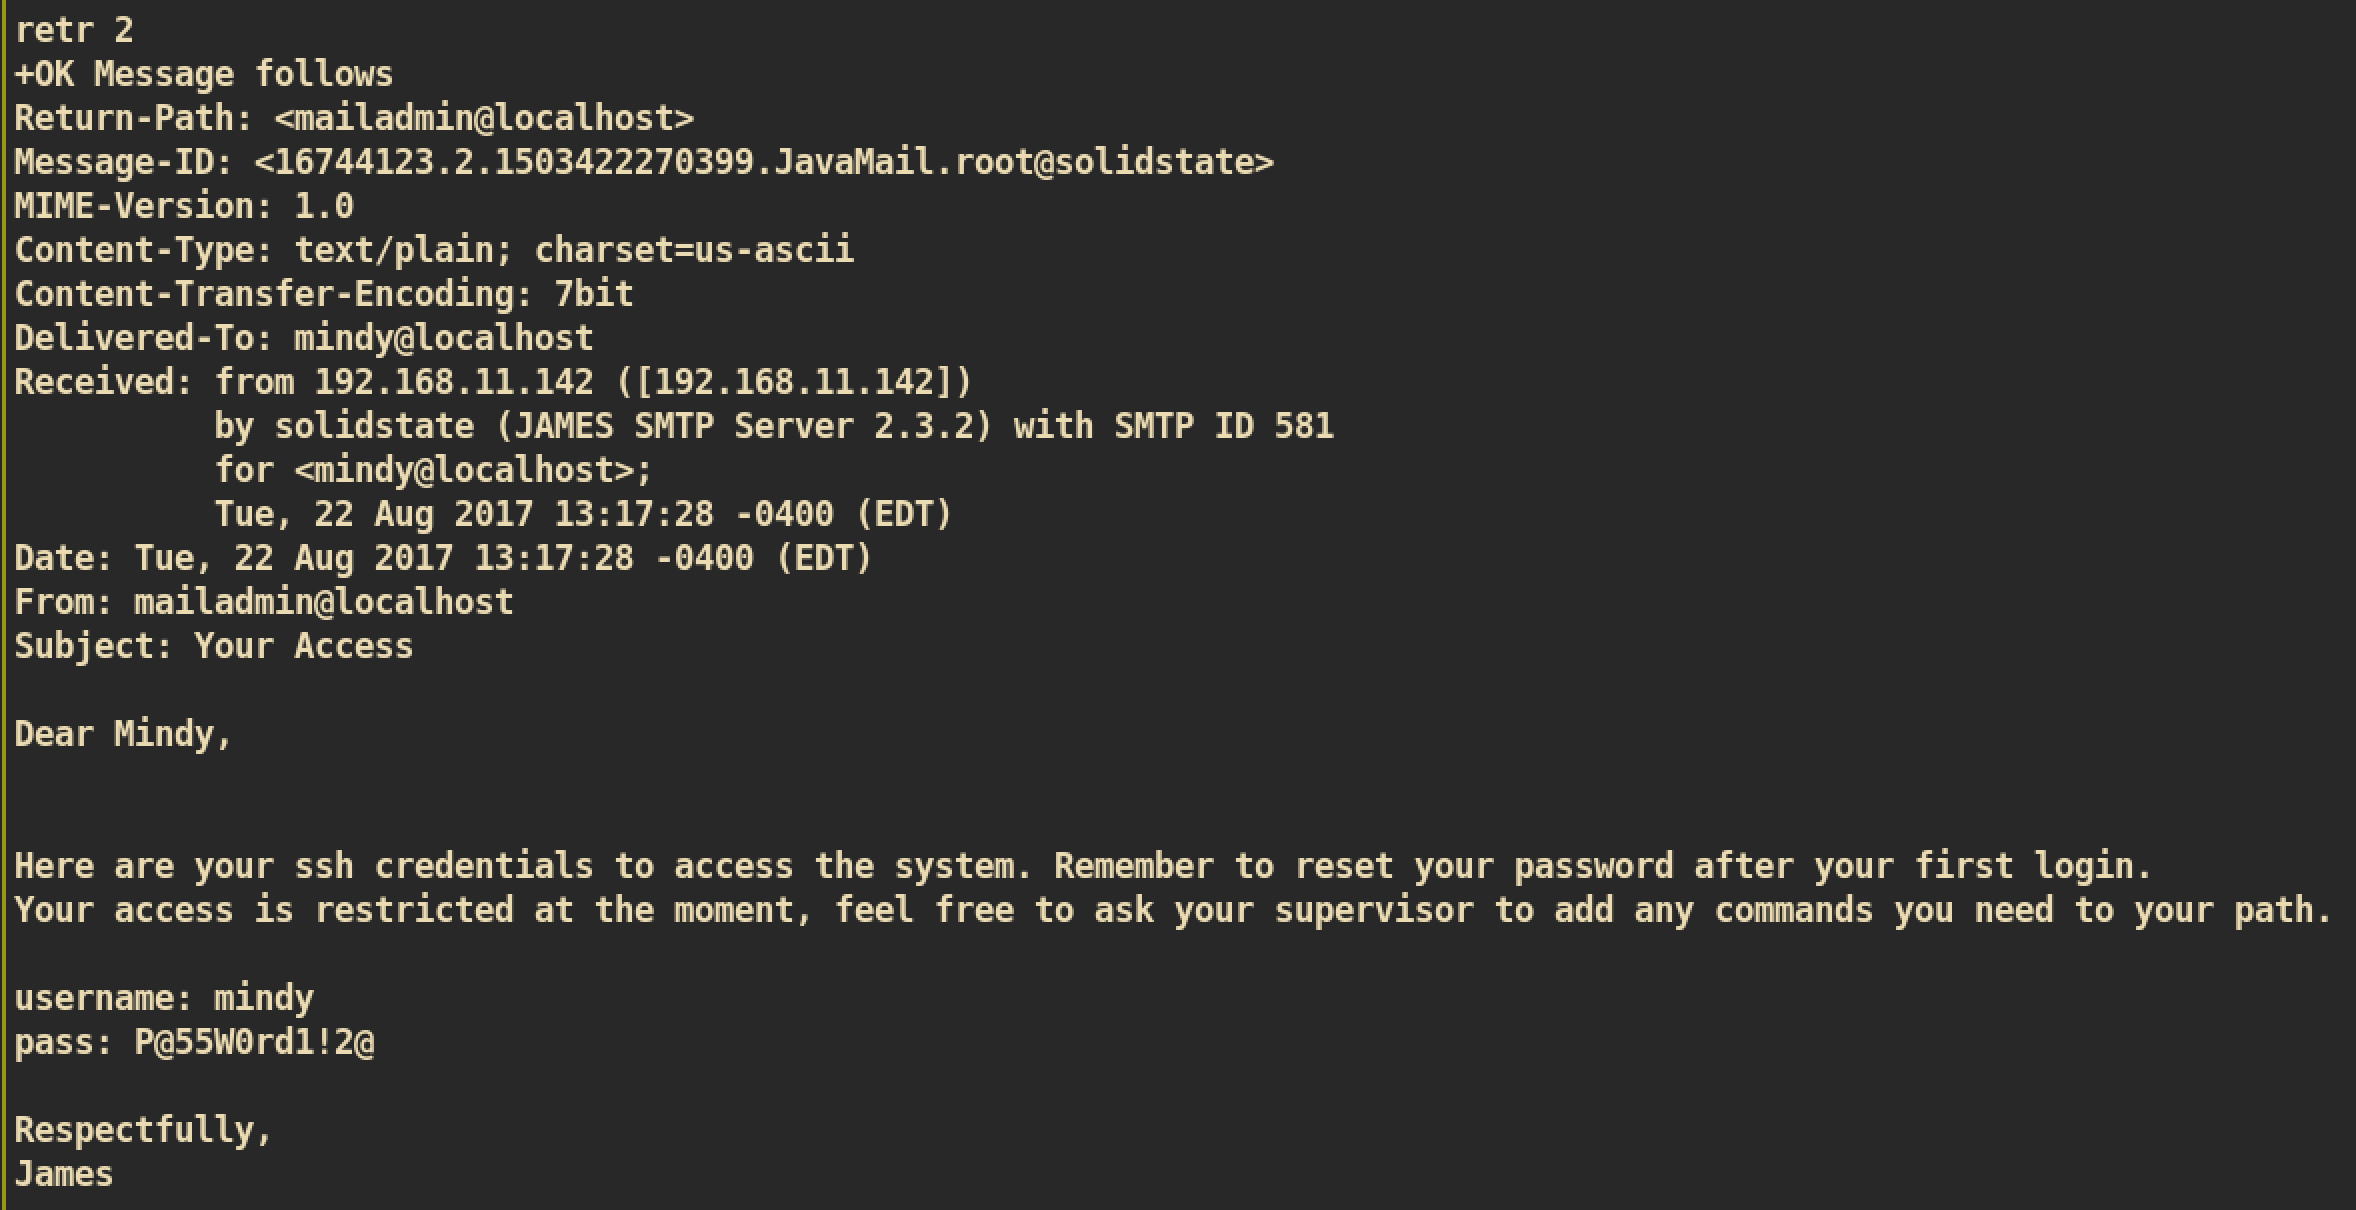 retr 2
+OK Message follows
Return-Path: <mailadmin@localhost>
Message-ID: <16744123.2.1503422270399.JavaMail.root@solidstate>
MIME-Version: 1.0
Content-Type: text/plain; charset=us-ascii
Content-Transfer-Encoding: 7bit
Delivered-To: mindy@localhost
Received: from 192.168.11.142 ([192.168.11.142])
          by solidstate (JAMES SMTP Server 2.3.2) with SMTP ID 581
          for <mindy@localhost>;
          Tue, 22 Aug 2017 13:17:28 -0400 (EDT)
Date: Tue, 22 Aug 2017 13:17:28 -0400 (EDT)
From: mailadmin@localhost
Subject: Your Access

Dear Mindy,


Here are your ssh credentials to access the system. Remember to reset your password after your first login.
Your access is restricted at the moment, feel free to ask your supervisor to add any commands you need to your path.

username: mindy
pass: P@55W0rd1!2@

Respectfully,
James